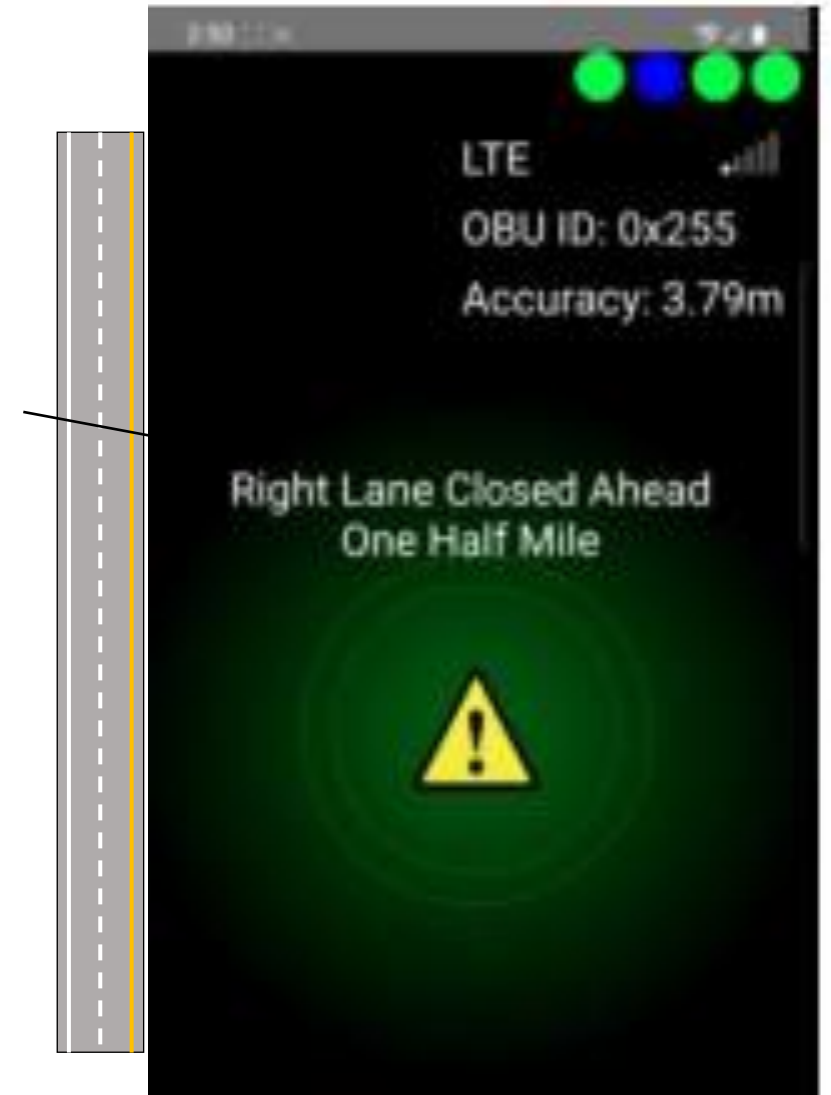 LTE
OBU ID: 0x255
Accuracy: 3.79m
Right Lane Closed Ahead
One Half Mile